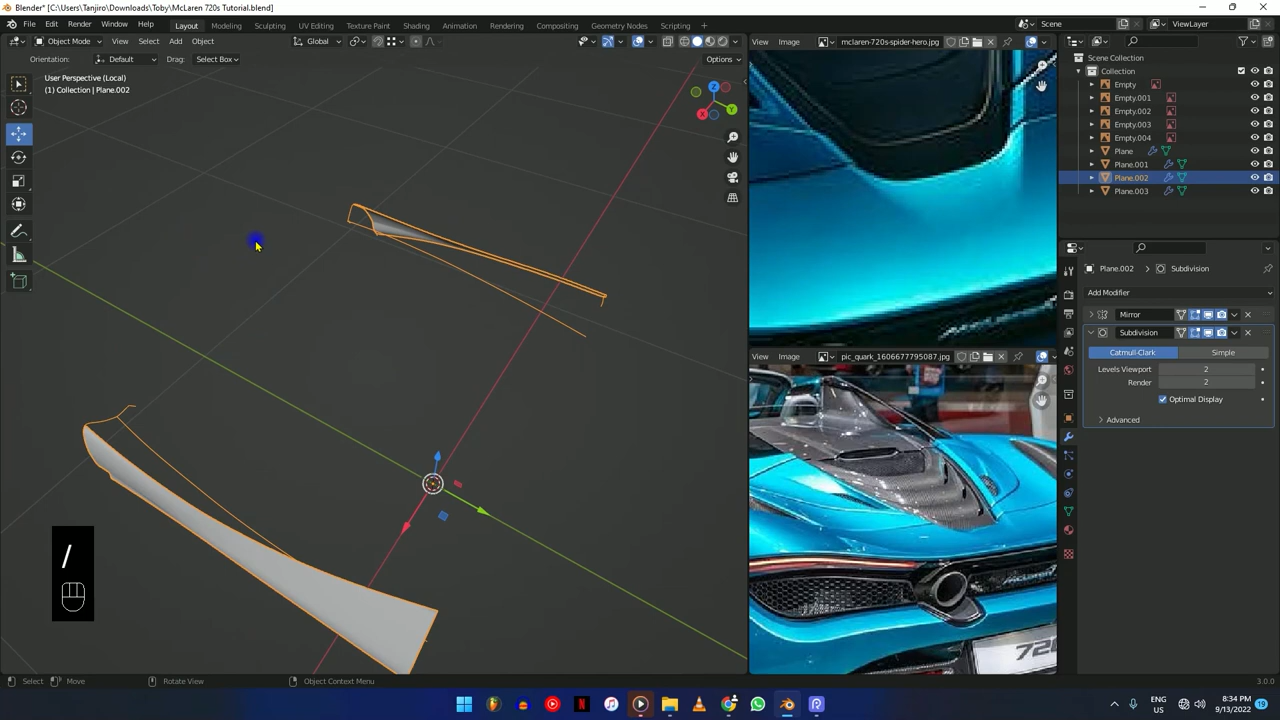 Blender* [C:\Users\Tanjiro\Downloads\Toby\McLaren 720s Tutorial.blend]
File Edit Render Window Help Layout Modeling Sculpting UV Editing Texture Paint Shading Animation Rendering Compositing Geometry Nodes Scripting + Scene ViewLayer
Object Mode View Select Add Object Global View Image mclaren-720s-spider-hero.jpg
Orientation: Default Drag: Select Box Options
Scene Collection
Collection
Empty
Empty.001
Empty.002
Empty.003
Empty.004
Plane
Plane.001
Plane.002
Plane.003
User Perspective (Local)
(1) Collection | Plane.002
X
Y
Z
Plane.002 > Subdivision
Add Modifier
Mirror
Subdivision
Catmull-Clark Simple
Levels Viewport 2
Render 2
Optimal Display
Advanced
View Image pic_quark_1606677795087.jpg
720
/
Select Move Rotate View Object Context Menu 3.0.0
ENG
US
8:34 PM
9/13/2022